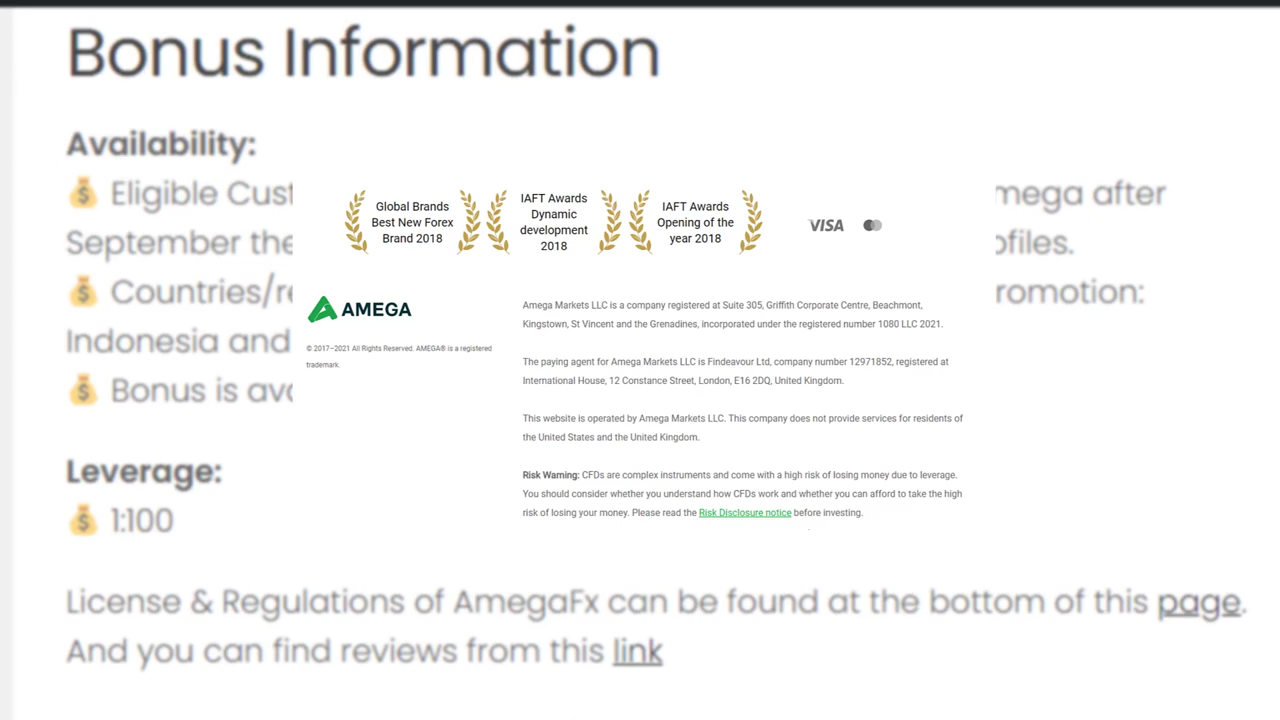 Bonus Information
Availability:
Eligible Cust
mega after
September the
ofiles.
Countries/re
romotion:
Indonesia and
Bonus is ava
Leverage:
1:100
License & Regulations of AmegaFx can be found at the bottom of this page.
And you can find reviews from this link
Global Brands
Best New Forex
Brand 2018
IAFT Awards
Dynamic
development
2018
IAFT Awards
Opening of the
year 2018
VISA
AMEGA
© 2017–2021 All Rights Reserved. AMEGA® is a registered
trademark.
Amega Markets LLC is a company registered at Suite 305, Griffith Corporate Centre, Beachmont,
Kingstown, St Vincent and the Grenadines, incorporated under the registered number 1080 LLC 2021.
The paying agent for Amega Markets LLC is Findeavour Ltd, company number 12971852, registered at
International House, 12 Constance Street, London, E16 2DQ, United Kingdom.
This website is operated by Amega Markets LLC. This company does not provide services for residents of
the United States and the United Kingdom.
Risk Warning: CFDs are complex instruments and come with a high risk of losing money due to leverage.
You should consider whether you understand how CFDs work and whether you can afford to take the high
risk of losing your money. Please read the Risk Disclosure notice before investing.